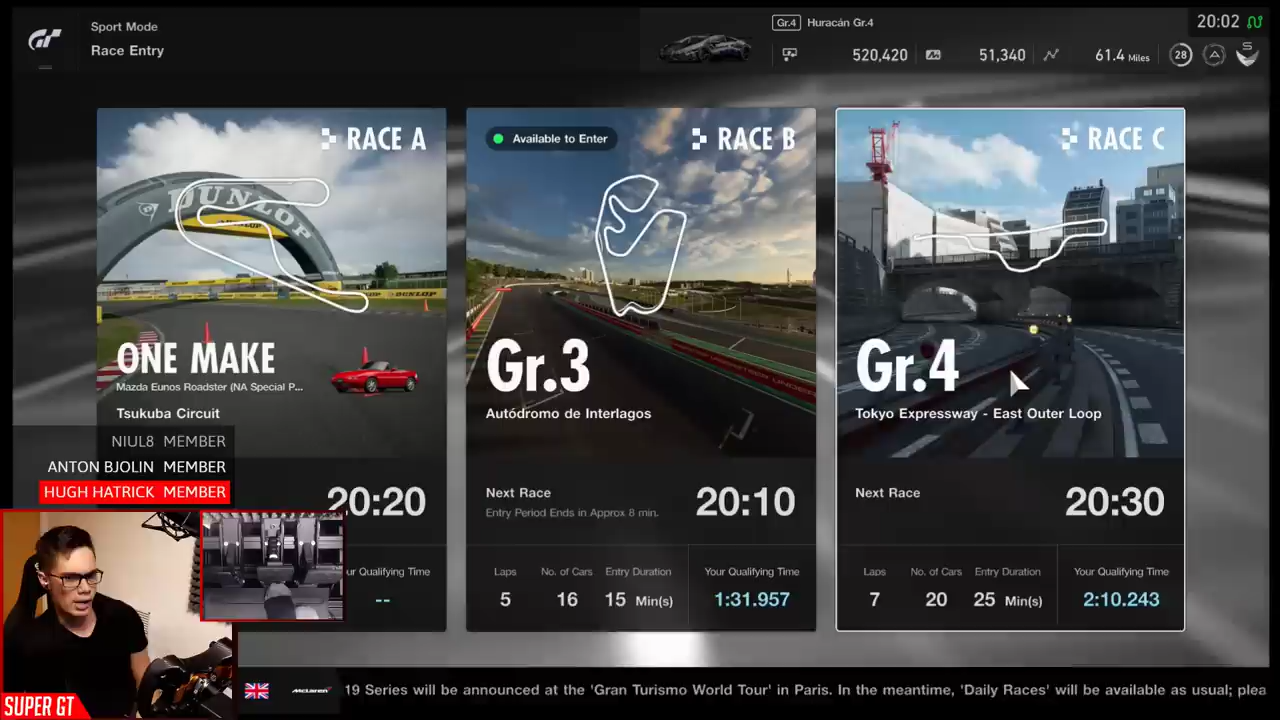 Sport Mode
Race Entry
Gr.4 Huracán Gr.4
20:02
520,420
51,340
61.4 Miles
28
S
RACE A
DUNLOP
ONE MAKE
Mazda Eunos Roadster (NA Special P...
Tsukuba Circuit
20:20
ur Qualifying Time
--
Available to Enter
RACE B
Gr.3
Autódromo de Interlagos
Next Race
Entry Period Ends in Approx 8 min.
20:10
Laps No. of Cars Entry Duration Your Qualifying Time
5 16 15 Min(s) 1:31.957
RACE C
Gr.4
Tokyo Expressway - East Outer Loop
Next Race
20:30
Laps No. of Cars Entry Duration Your Qualifying Time
7 20 25 Min(s) 2:10.243
NIUL8 MEMBER
ANTON BJOLIN MEMBER
HUGH HATRICK MEMBER
SUPER GT
McLaren
19 Series will be announced at the 'Gran Turismo World Tour' in Paris. In the meantime, 'Daily Races' will be available as usual; plea